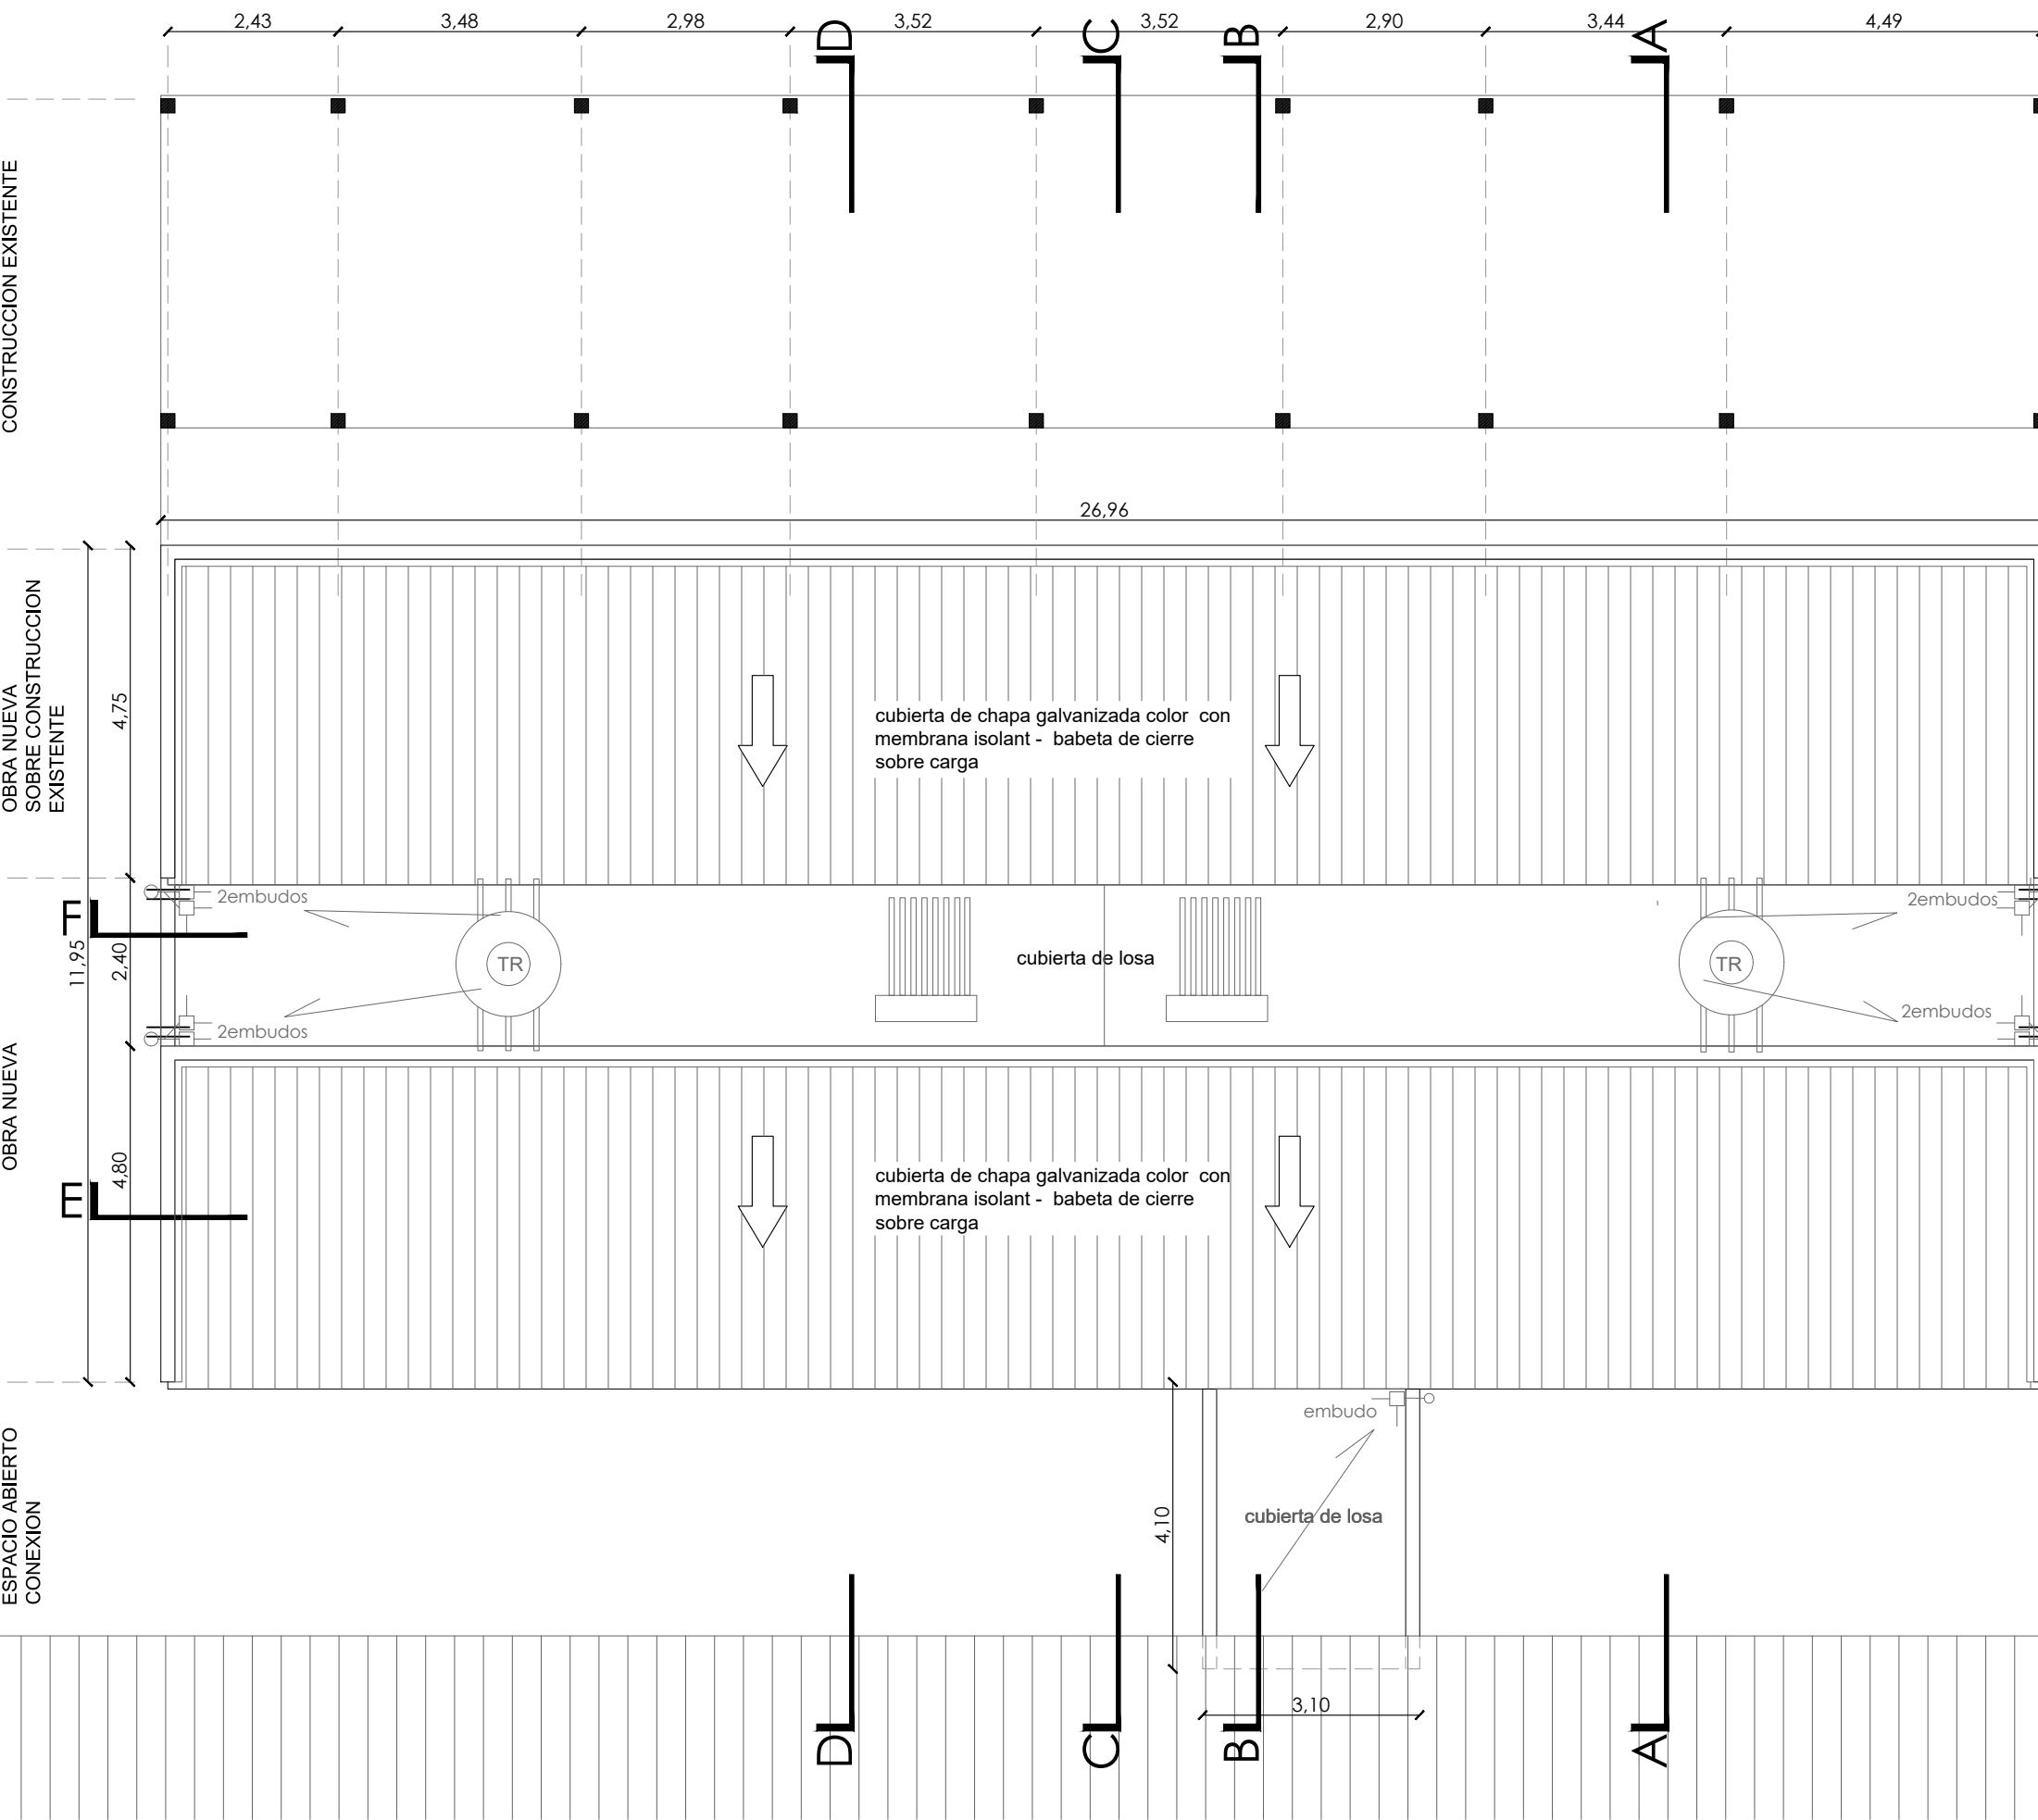 2,43 3,48 2,98 3,52 3,52 2,90 3,44 4,49
D C B A
CONSTRUCCION EXISTENTE
26,96
OBRA NUEVA
SOBRE CONSTRUCCION
EXISTENTE
4,75
cubierta de chapa galvanizada color con
membrana isolant - babeta de cierre
sobre carga
2embudos
2embudos
F
11,95
2,40
TR
cubierta de losa
TR
2embudos
2embudos
OBRA NUEVA
4,80
E
cubierta de chapa galvanizada color con
membrana isolant - babeta de cierre
sobre carga
embudo
ESPACIO ABIERTO
CONEXION
4,10
cubierta de losa
3,10
D C B A